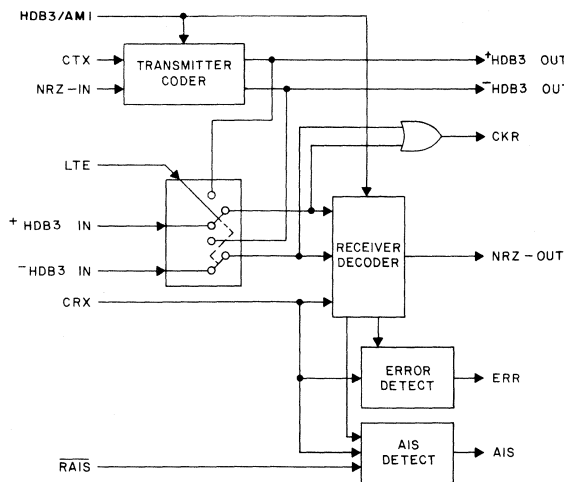 HDB3/AMI
CTX
NRZ-IN
TRANSMITTER
CODER
+HDB3 OUT
-HDB3 OUT
CKR
LTE
+HDB3 IN
-HDB3 IN
CRX
RECEIVER
DECODER
NRZ-OUT
ERROR
DETECT
ERR
AIS
DETECT
AIS
RAIS